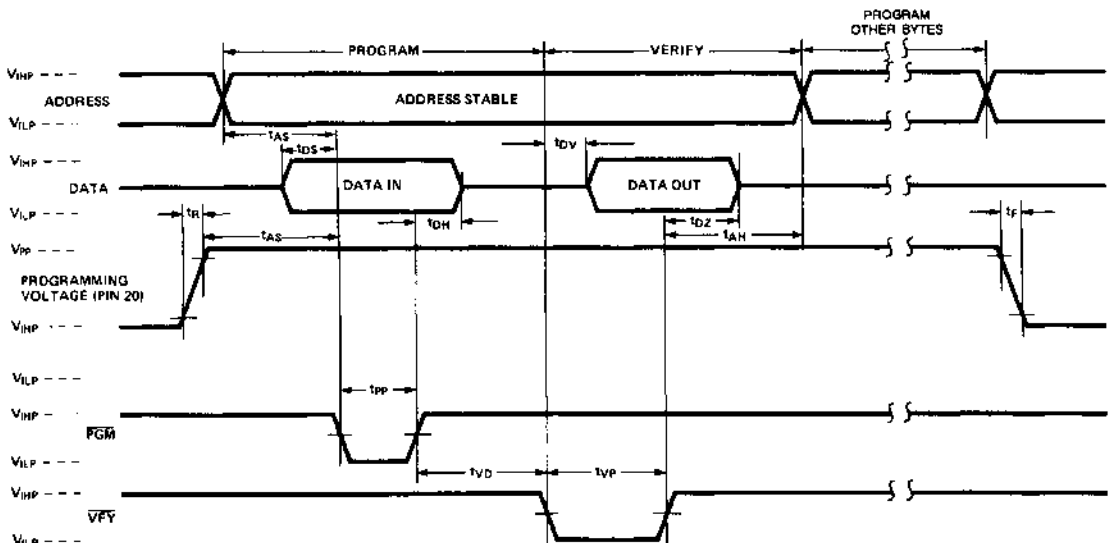 PROGRAM
OTHER BYTES
PROGRAM
VERIFY
VIHP
ADDRESS
ADDRESS STABLE
VILP
tAS
tDS
tDV
VIHP
DATA
DATA IN
DATA OUT
VILP
tR
tDH
tDZ
tF
tAS
tAH
VPP
PROGRAMMING
VOLTAGE (PIN 20)
VIHP
VILP
tPP
VIHP
PGM
VILP
tVD
tVP
VIHP
VFY
VILP